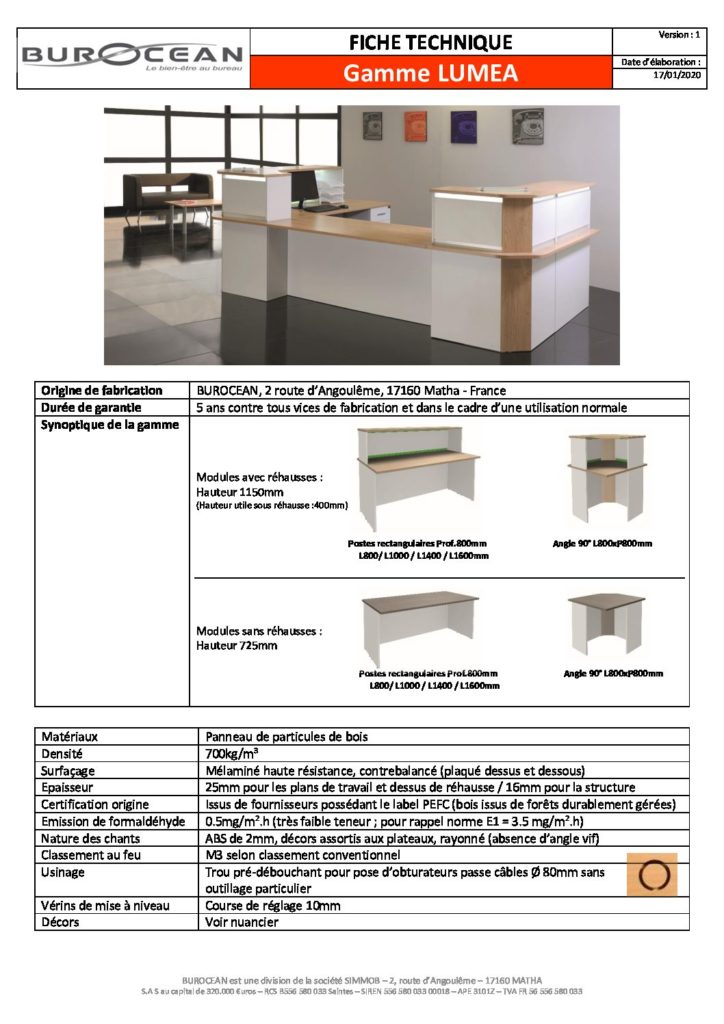 BUROCEAN
Le bien-être au bureau
FICHE TECHNIQUE
Gamme LUMEA
Version : 1
Date d'élaboration :
17/01/2020
Origine de fabrication BUROCEAN, 2 route d'Angoulême, 17160 Matha - France
Durée de garantie 5 ans contre tous vices de fabrication et dans le cadre d'une utilisation normale
Synoptique de la gamme
Modules avec réhausses :
Hauteur 1150mm
(Hauteur utile sous réhausse :400mm)
Postes rectangulaires Prof.800mm
L800/ L1000 / L1400 / L1600mm
Angle 90° L800xP800mm
Modules sans réhausses :
Hauteur 725mm
Postes rectangulaires Prof.800mm
L800/ L1000 / L1400 / L1600mm
Angle 90° L800xP800mm
Matériaux Panneau de particules de bois
Densité 700kg/m³
Surfaçage Mélaminé haute résistance, contrebalancé (plaqué dessus et dessous)
Epaisseur 25mm pour les plans de travail et dessus de réhausse / 16mm pour la structure
Certification origine Issus de fournisseurs possédant le label PEFC (bois issus de forêts durablement gérées)
Emission de formaldéhyde 0.5mg/m².h (très faible teneur ; pour rappel norme E1 = 3.5 mg/m².h)
Nature des chants ABS de 2mm, décors assortis aux plateaux, rayonné (absence d'angle vif)
Classement au feu M3 selon classement conventionnel
Usinage Trou pré-débouchant pour pose d'obturateurs passe câbles Ø 80mm sans
outillage particulier
Vérins de mise à niveau Course de réglage 10mm
Décors Voir nuancier
BUROCEAN est une division de la société SIMMOB – 2, route d'Angoulême – 17160 MATHA
S.A.S au capital de 320.000 €uros – RCS B556 580 033 Saintes – SIREN 556 580 033 00018 – APE 3101Z – TVA FR 56 556 580 033